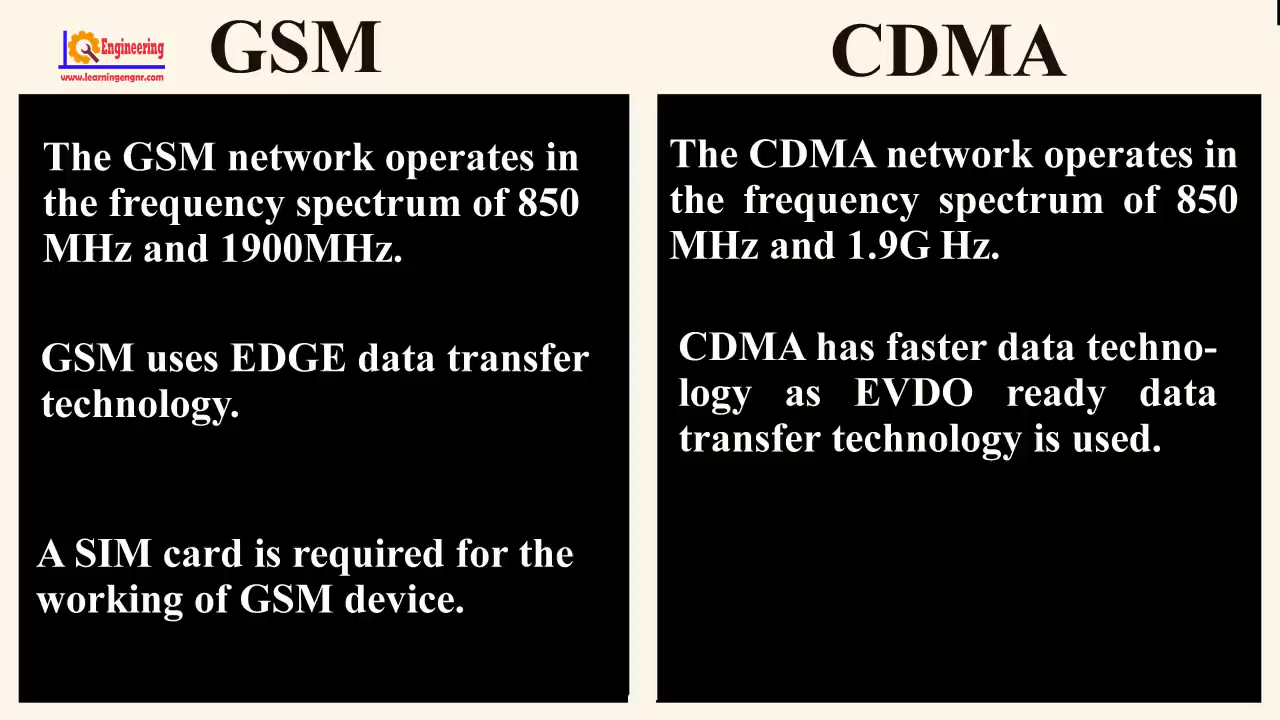 Engineering
www.learningengnr.com
GSM
CDMA
The GSM network operates in
the frequency spectrum of 850
MHz and 1900MHz.
GSM uses EDGE data transfer
technology.
A SIM card is required for the
working of GSM device.
The CDMA network operates in
the frequency spectrum of 850
MHz and 1.9G Hz.
CDMA has faster data techno-
logy as EVDO ready data
transfer technology is used.